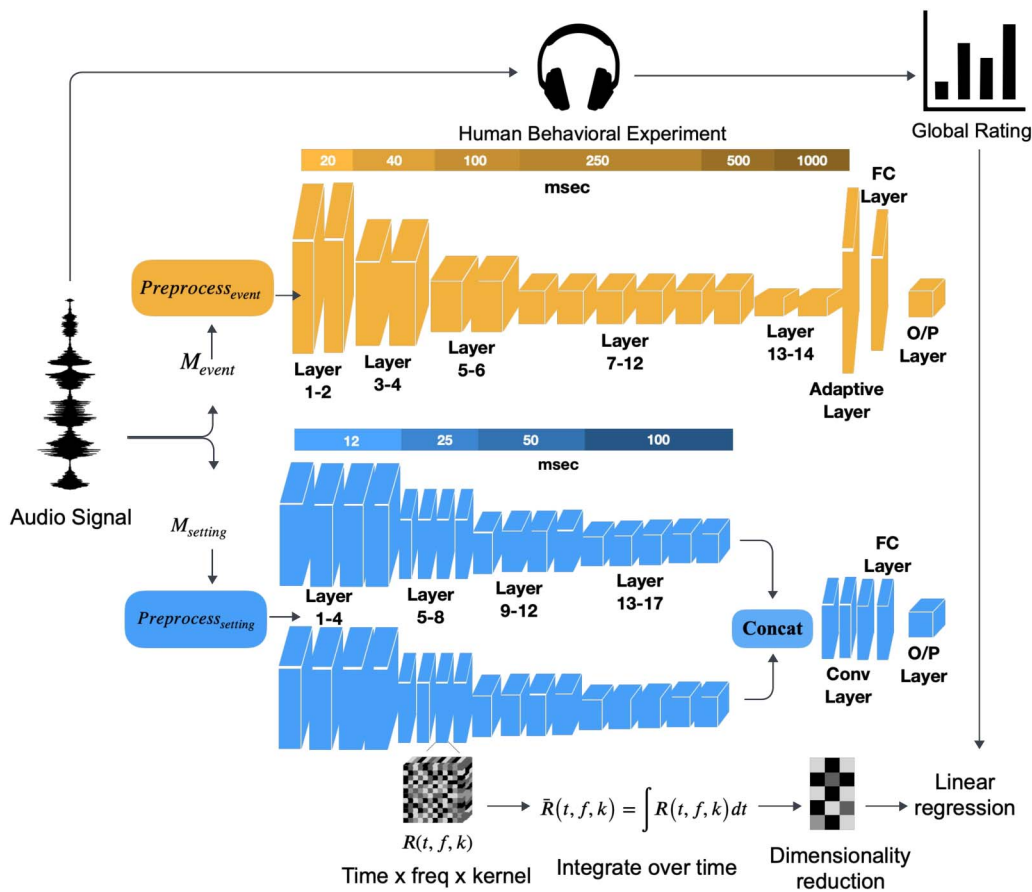 Human Behavioral Experiment
Global Rating
20 40 100 250 500 1000
msec
FC
Layer
Preprocess_event
M_event
Layer
1-2
Layer
3-4
Layer
5-6
Layer
7-12
Layer
13-14
Adaptive
Layer
O/P
Layer
Audio Signal
12 25 50 100
msec
M_setting
Preprocess_setting
Layer
1-4
Layer
5-8
Layer
9-12
Layer
13-17
Concat
FC
Layer
Conv
Layer
O/P
Layer
R(t, f, k)
Time x freq x kernel
R̄(t, f, k) = ∫ R(t, f, k)dt
Integrate over time
Dimensionality
reduction
Linear
regression